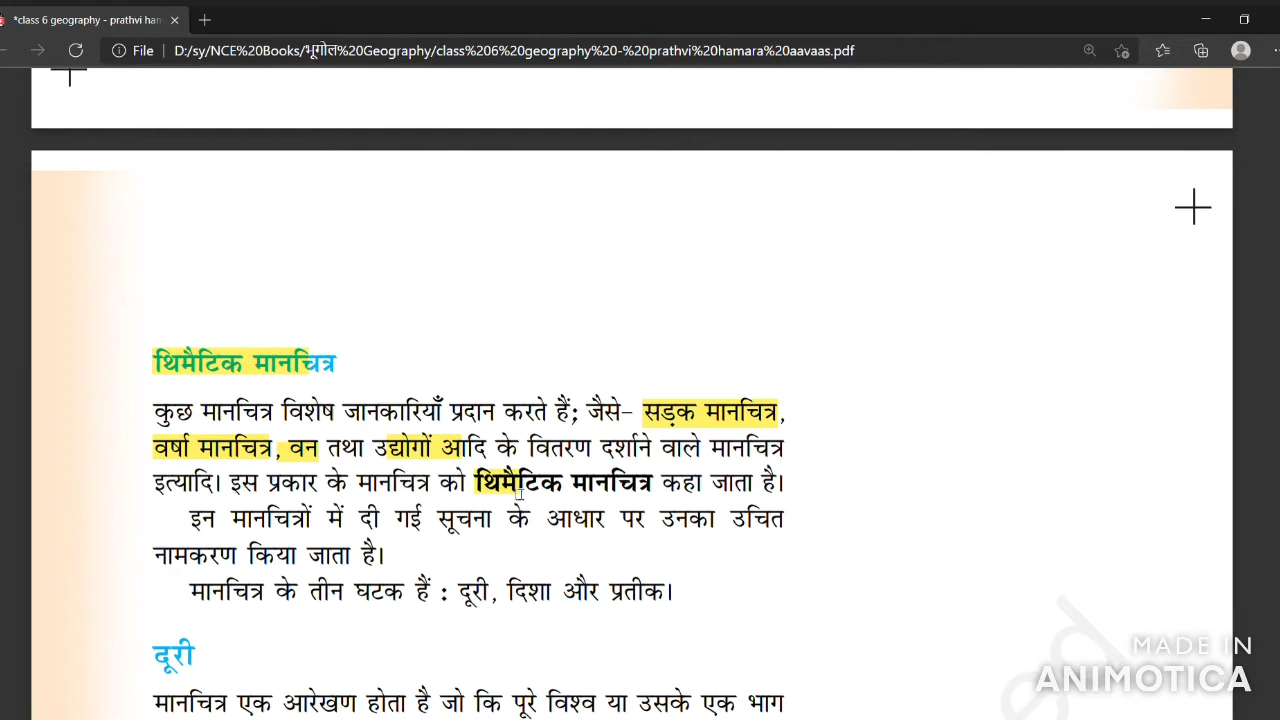 *class 6 geography - prathvi ham
File D:/sy/NCE%20Books/भूगोल%20Geography/class%206%20geography%20-%20prathvi%20hamara%20aavaas.pdf
थिमैटिक मानचित्र
कुछ मानचित्र विशेष जानकारियाँ प्रदान करते हैं; जैसे– सड़क मानचित्र,
वर्षा मानचित्र, वन तथा उद्योगों आदि के वितरण दर्शाने वाले मानचित्र
इत्यादि। इस प्रकार के मानचित्र को थिमैटिक मानचित्र कहा जाता है।
इन मानचित्रों में दी गई सूचना के आधार पर उनका उचित
नामकरण किया जाता है।
मानचित्र के तीन घटक हैं : दूरी, दिशा और प्रतीक।
दूरी
मानचित्र एक आरेखण होता है जो कि पूरे विश्व या उसके एक भाग
MADE IN
ANIMOTICA